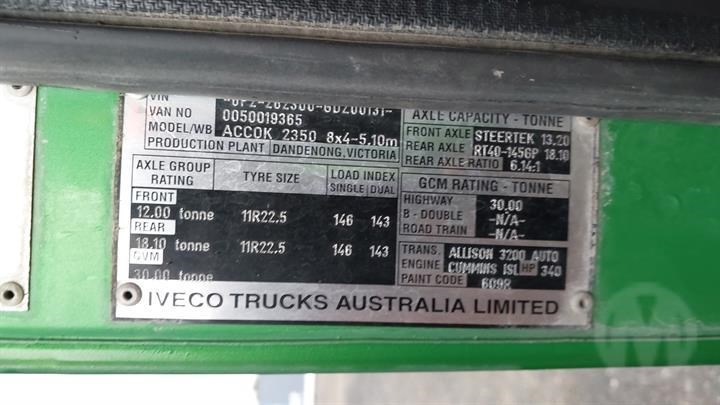 VIN
VAN NO 0050019365
MODEL/WB ACCOK 2350 8x4-5.10m
PRODUCTION PLANT DANDENONG, VICTORIA
AXLE GROUP RATING TYRE SIZE LOAD INDEX SINGLE DUAL
FRONT
12.00 tonne 11R22.5 146 143
REAR
18.10 tonne 11R22.5 146 143
GVM
30.00 tonne
AXLE CAPACITY - TONNE
FRONT AXLE STEERTEK 13.20
REAR AXLE RT40-145GP 18.10
REAR AXLE RATIO 6.14:1
GCM RATING - TONNE
HIGHWAY 30.00
B - DOUBLE -N/A-
ROAD TRAIN -N/A-
TRANS. ALLISON 3200 AUTO
ENGINE CUMMINS ISL HP 340
PAINT CODE 6098
IVECO TRUCKS AUSTRALIA LIMITED